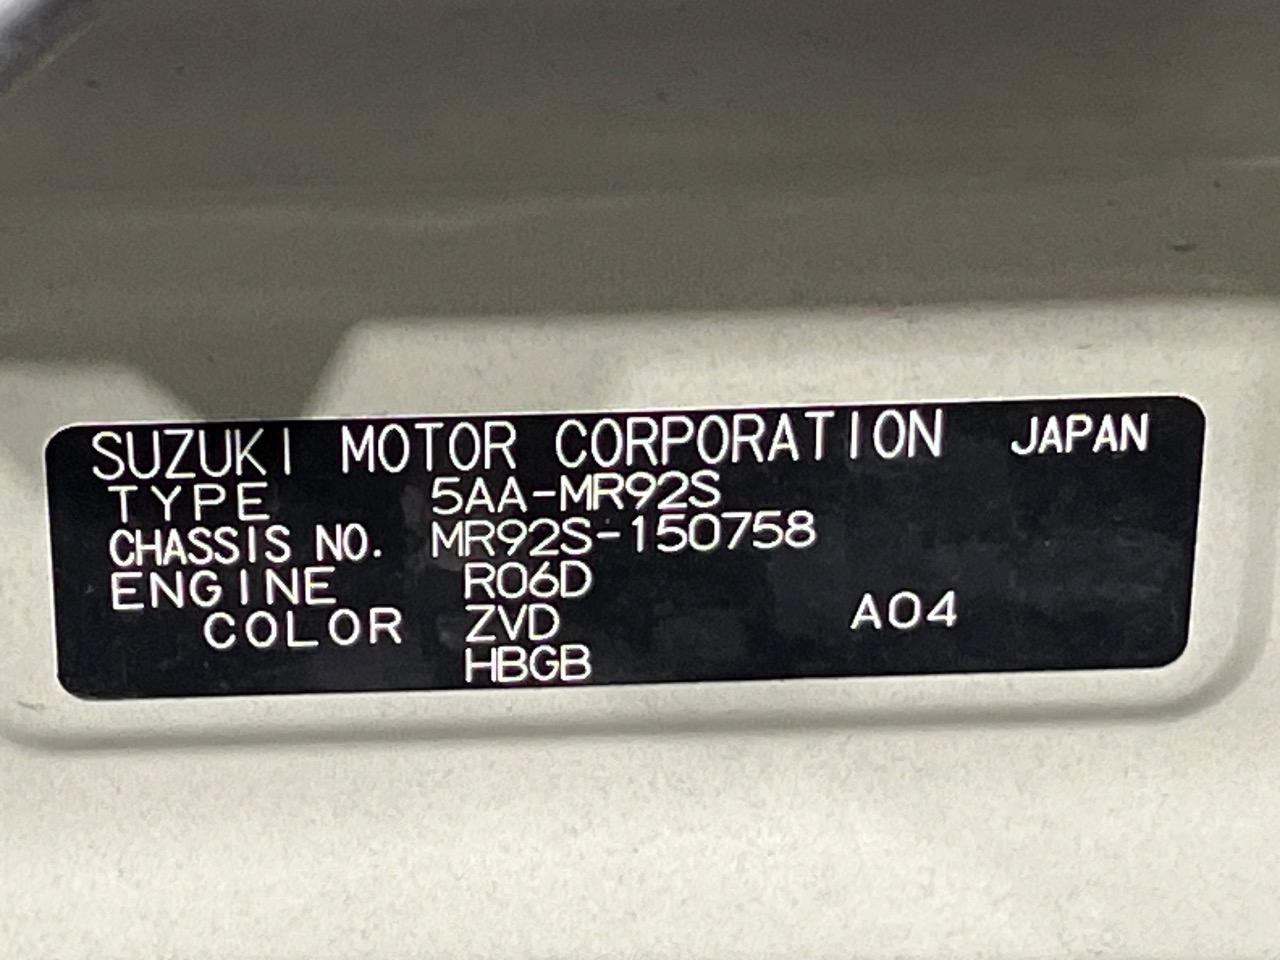 SUZUKI MOTOR CORPORATION JAPAN
TYPE 5AA-MR92S
CHASSIS NO. MR92S-150758
ENGINE R06D
COLOR ZVD A04
HBGB